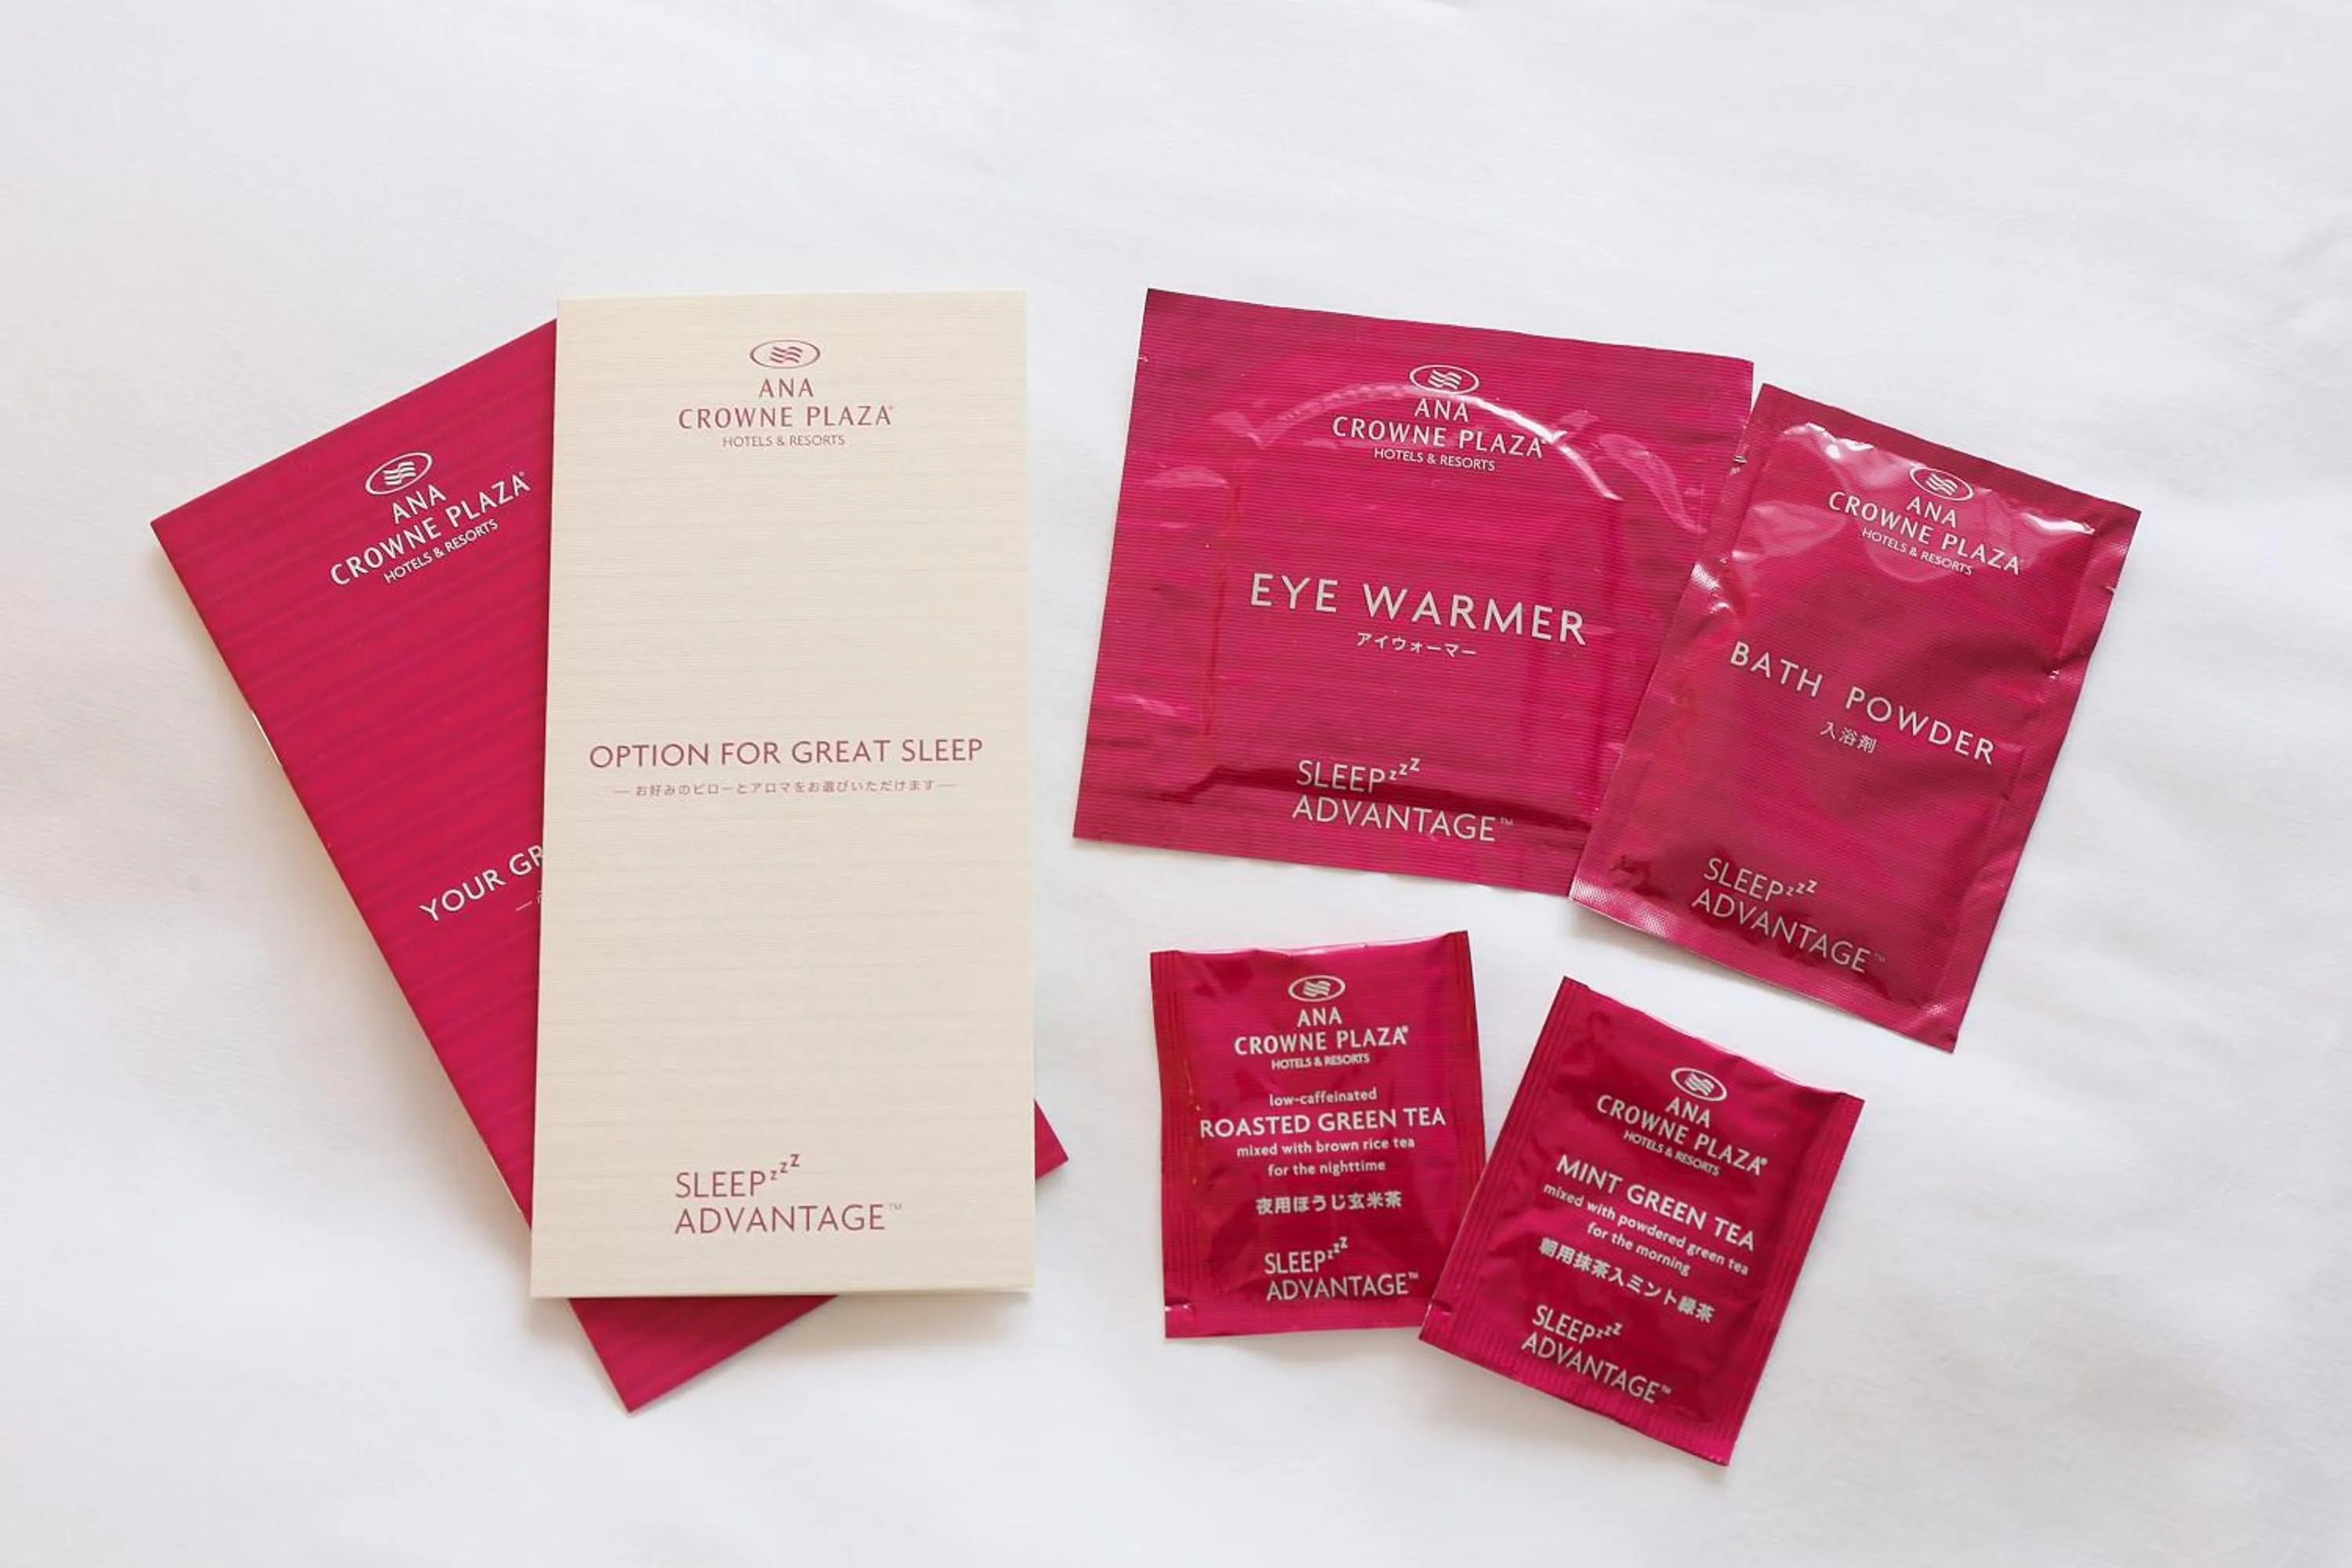 ANA
CROWNE PLAZA
HOTELS & RESORTS
YOUR
ANA
CROWNE PLAZA®
HOTELS & RESORTS
OPTION FOR GREAT SLEEP
— お好みのピローとアロマをお選びいただけます —
SLEEPzzz
ADVANTAGE™
ANA
CROWNE PLAZA®
HOTELS & RESORTS
EYE WARMER
アイウォーマー
SLEEPzzz
ADVANTAGE™
ANA
CROWNE PLAZA®
HOTELS & RESORTS
BATH POWDER
入浴剤
SLEEPzzz
ADVANTAGE™
ANA
CROWNE PLAZA®
HOTELS & RESORTS
low-caffeinated
ROASTED GREEN TEA
mixed with brown rice tea
for the nighttime
夜用ほうじ玄米茶
SLEEPzzz
ADVANTAGE™
ANA
CROWNE PLAZA®
HOTELS & RESORTS
MINT GREEN TEA
mixed with powdered green tea
for the morning
朝用抹茶入ミント緑茶
SLEEPzzz
ADVANTAGE™